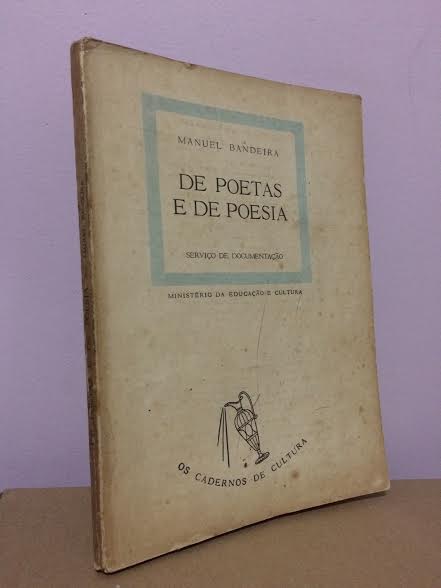 MANUEL BANDEIRA
DE POETAS
E DE POESIA
SERVIÇO DE DOCUMENTAÇÃO
MINISTÉRIO DA EDUCAÇÃO E CULTURA
OS CADERNOS DE CULTURA